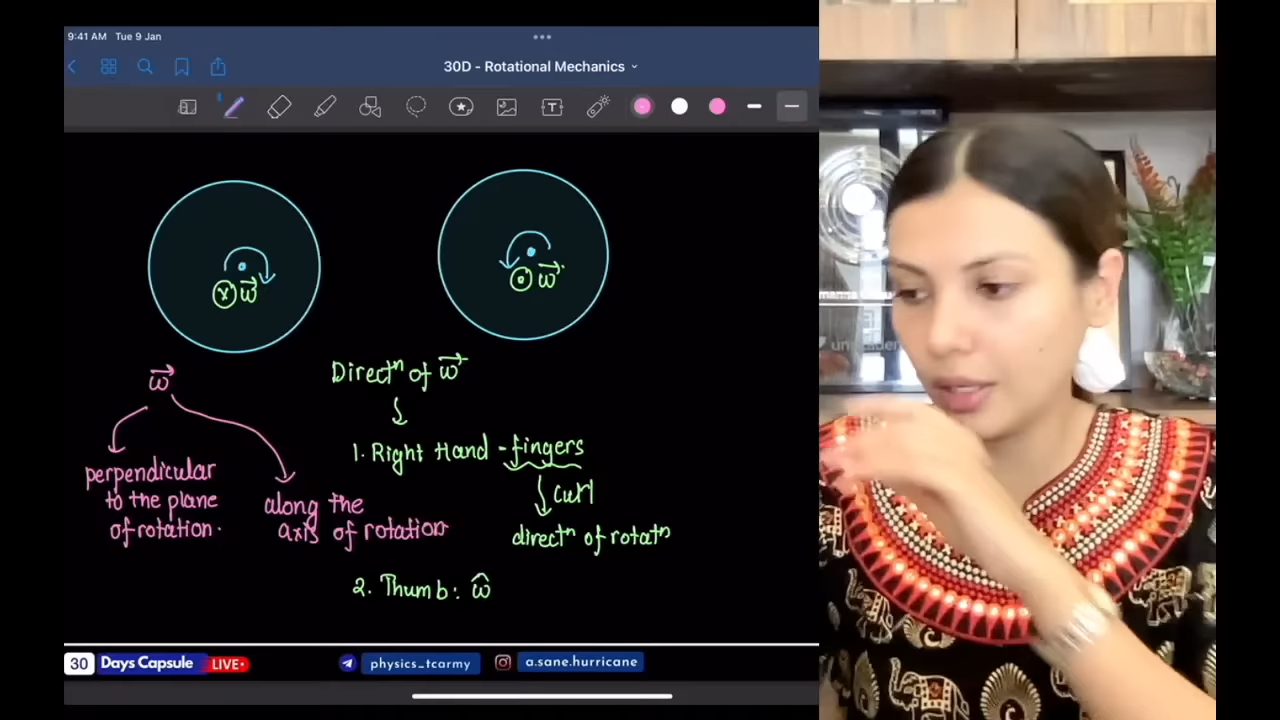 9:41 AM Tue 9 Jan
30D - Rotational Mechanics
ω
ω
ω
Directⁿ of ω
1. Right Hand - fingers
perpendicular
to the plane
of rotation.
along the
axis of rotation
curl
directⁿ of rotatⁿ
2. Thumb: ω̂
30 Days Capsule LIVE
physics_tcarmy
a.sane.hurricane